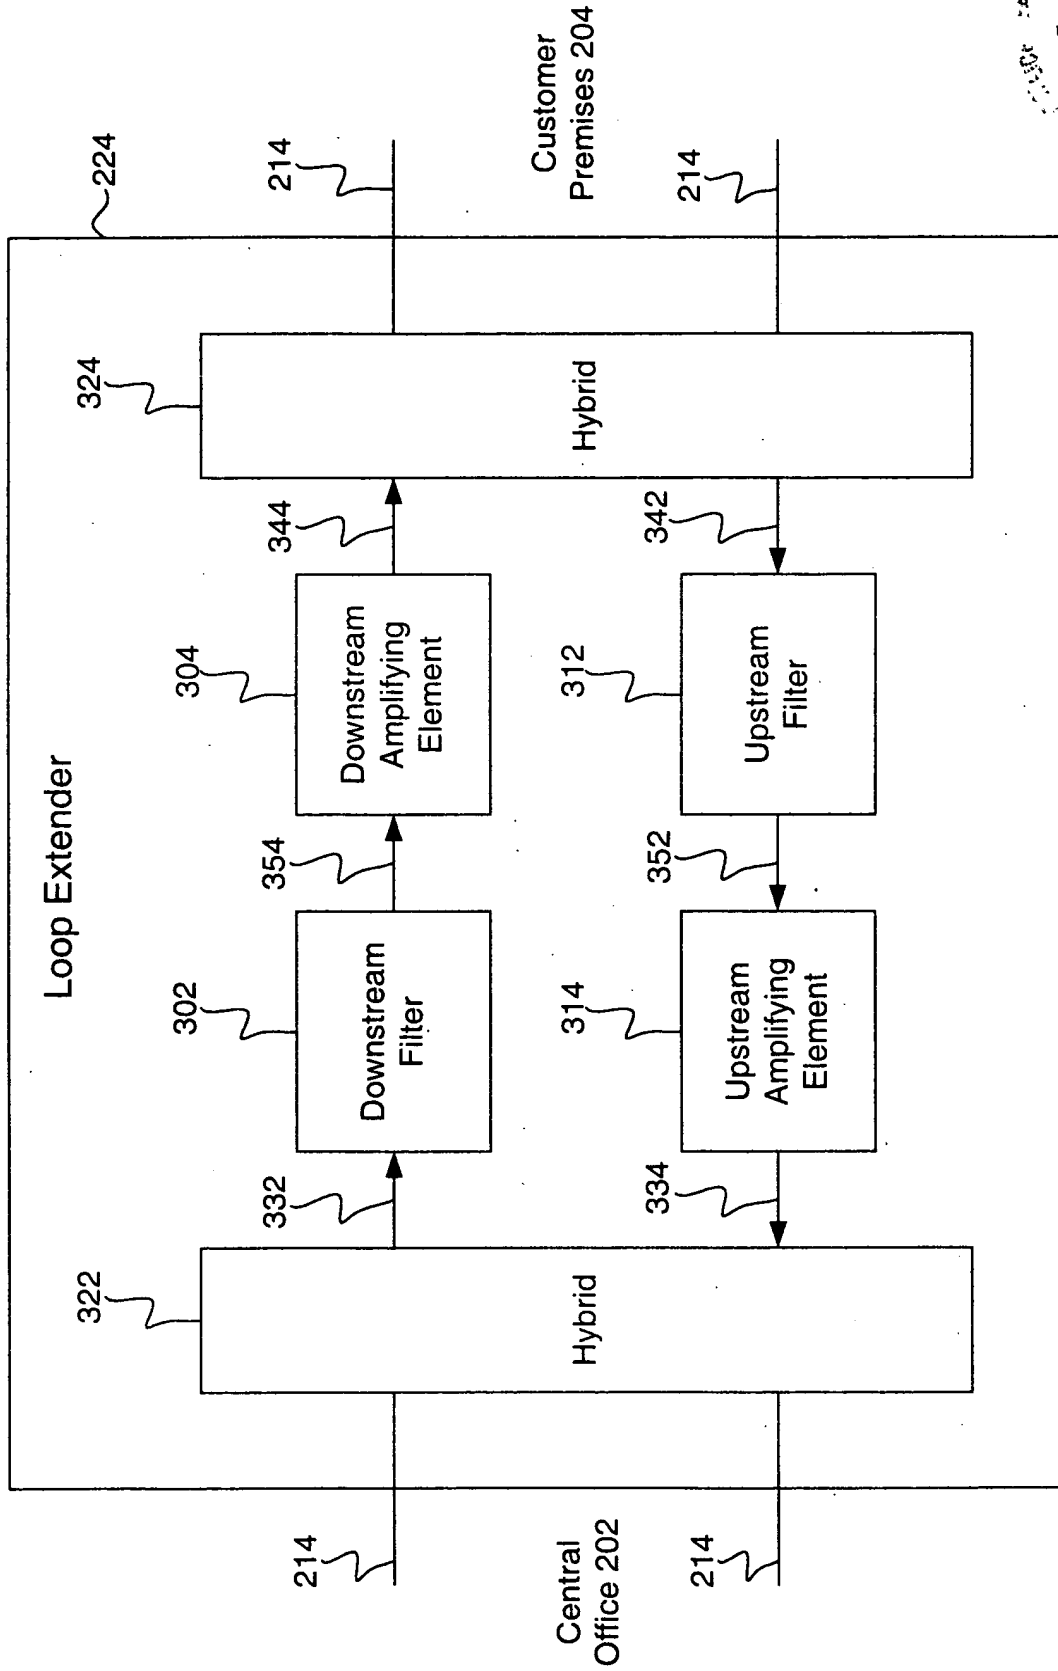 Loop Extender
224
322
324
302
304
332
354
344
Hybrid
Downstream
Filter
Downstream
Amplifying
Element
Hybrid
214
214
Central
Office 202
Customer
Premises 204
314
312
334
352
342
Upstream
Amplifying
Element
Upstream
Filter
214
214